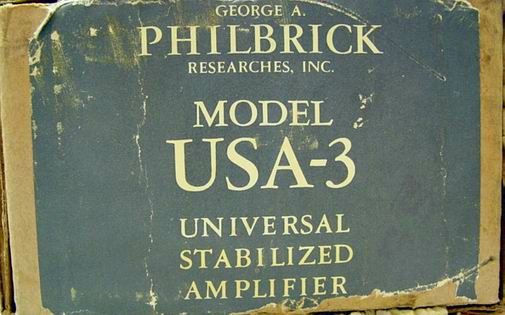 GEORGE A.
PHILBRICK
RESEARCHES, INC.
MODEL
USA-3
UNIVERSAL
STABILIZED
AMPLIFIER